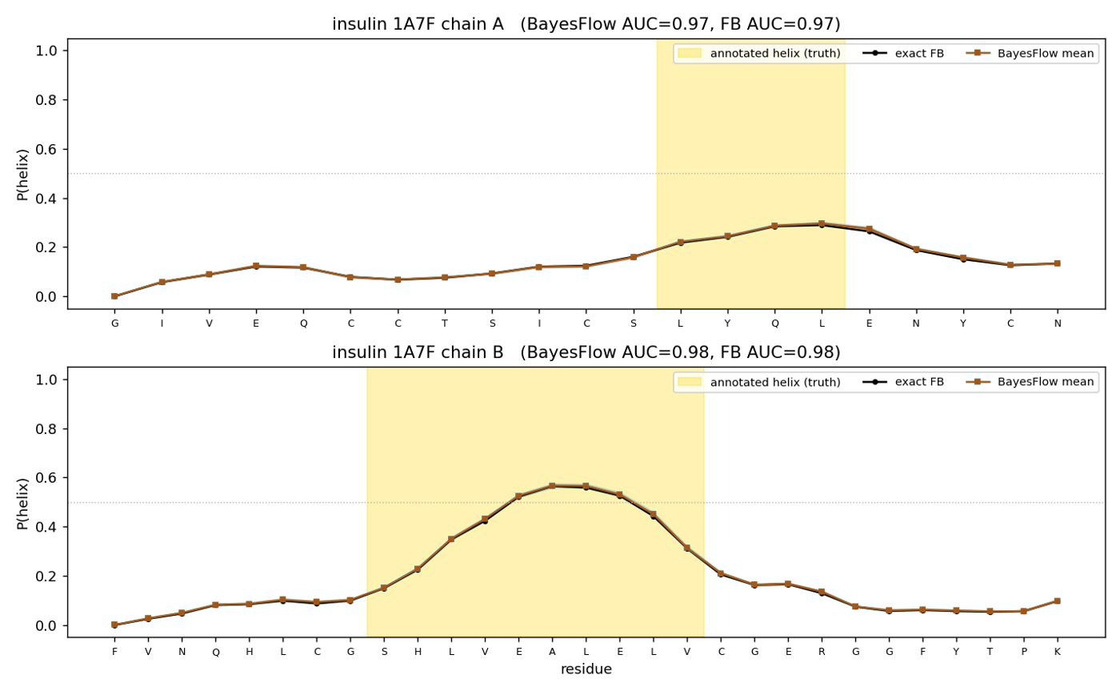 insulin 1A7F chain A (BayesFlow AUC=0.97, FB AUC=0.97)
annotated helix (truth) exact FB BayesFlow mean
P(helix)
1.0
0.8
0.6
0.4
0.2
0.0
G I V E Q C C T S I C S L Y Q L E N Y C N
insulin 1A7F chain B (BayesFlow AUC=0.98, FB AUC=0.98)
annotated helix (truth) exact FB BayesFlow mean
P(helix)
1.0
0.8
0.6
0.4
0.2
0.0
F V N Q H L C G S H L V E A L E L V C G E R G G F Y T P K
residue